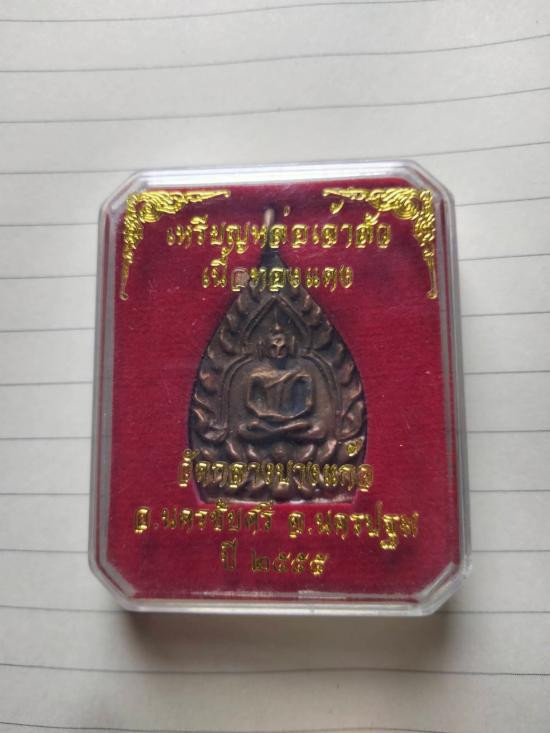 เหรียญหล่อเจ้าสัว
เนื้อทองแดง
วัดกลางบางแก้ว
อ.นครชัยศรี จ.นครปฐม
ปี ๒๕๕๕